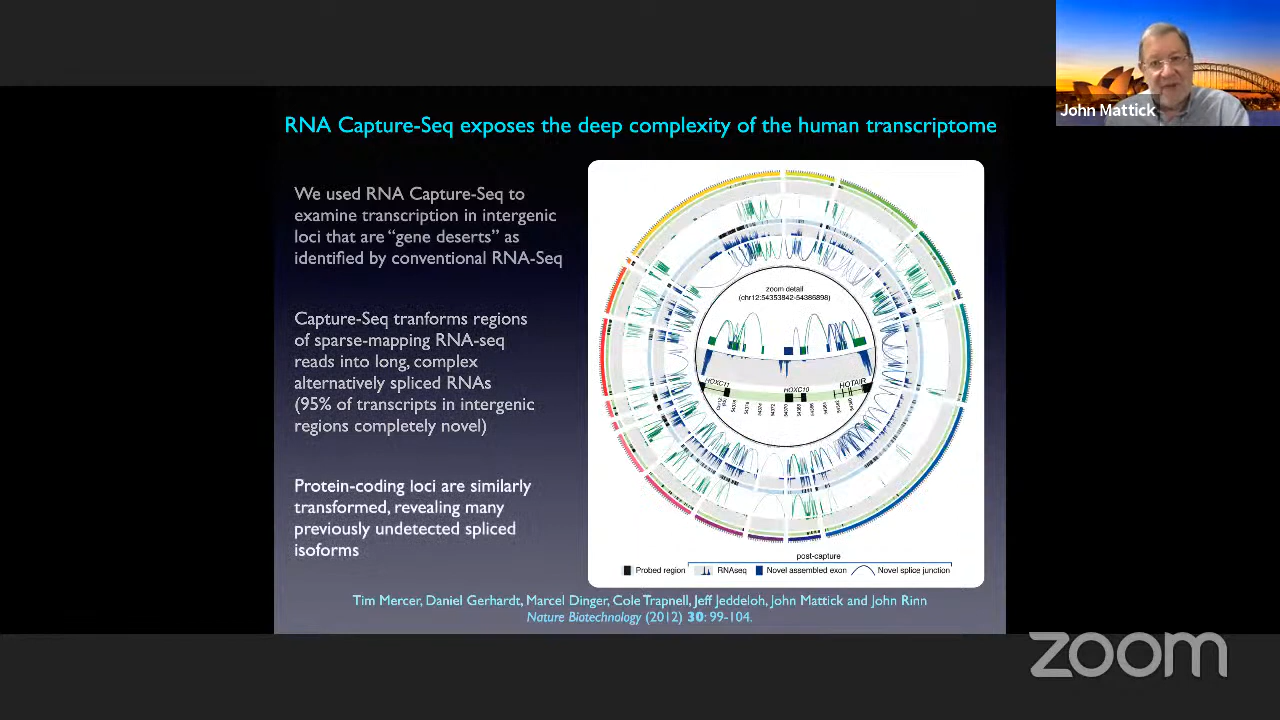 John Mattick
RNA Capture-Seq exposes the deep complexity of the human transcriptome
We used RNA Capture-Seq to
examine transcription in intergenic
loci that are “gene deserts” as
identified by conventional RNA-Seq
Capture-Seq tranforms regions
of sparse-mapping RNA-seq
reads into long, complex
alternatively spliced RNAs
(95% of transcripts in intergenic
regions completely novel)
Protein-coding loci are similarly
transformed, revealing many
previously undetected spliced
isoforms
zoom detail
(chr12:54353842-54386898)
HOXC11
HOXC10
HOTAIR
post-capture
Probed region
RNAseq
Novel assembled exon
Novel splice junction
Tim Mercer, Daniel Gerhardt, Marcel Dinger, Cole Trapnell, Jeff Jeddeloh, John Mattick and John Rinn
Nature Biotechnology (2012) 30: 99-104.
zoom